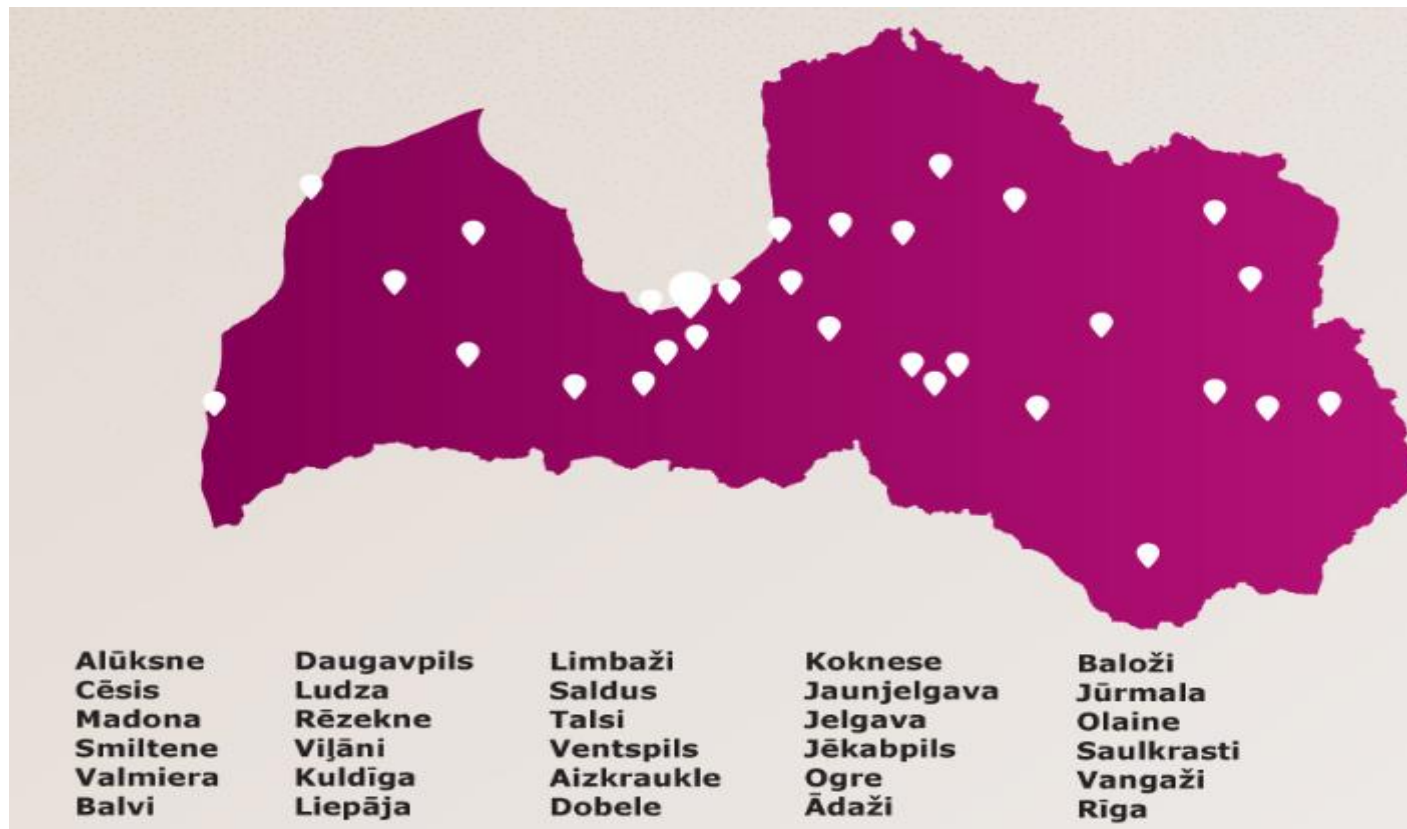 Alūksne
Cēsis
Madona
Smiltene
Valmiera
Balvi
Daugavpils
Ludza
Rēzekne
Viļāni
Kuldīga
Liepāja
Limbaži
Saldus
Talsi
Ventspils
Aizkraukle
Dobele
Koknese
Jaunjelgava
Jelgava
Jēkabpils
Ogre
Ādaži
Baloži
Jūrmala
Olaine
Saulkrasti
Vangaži
Rīga